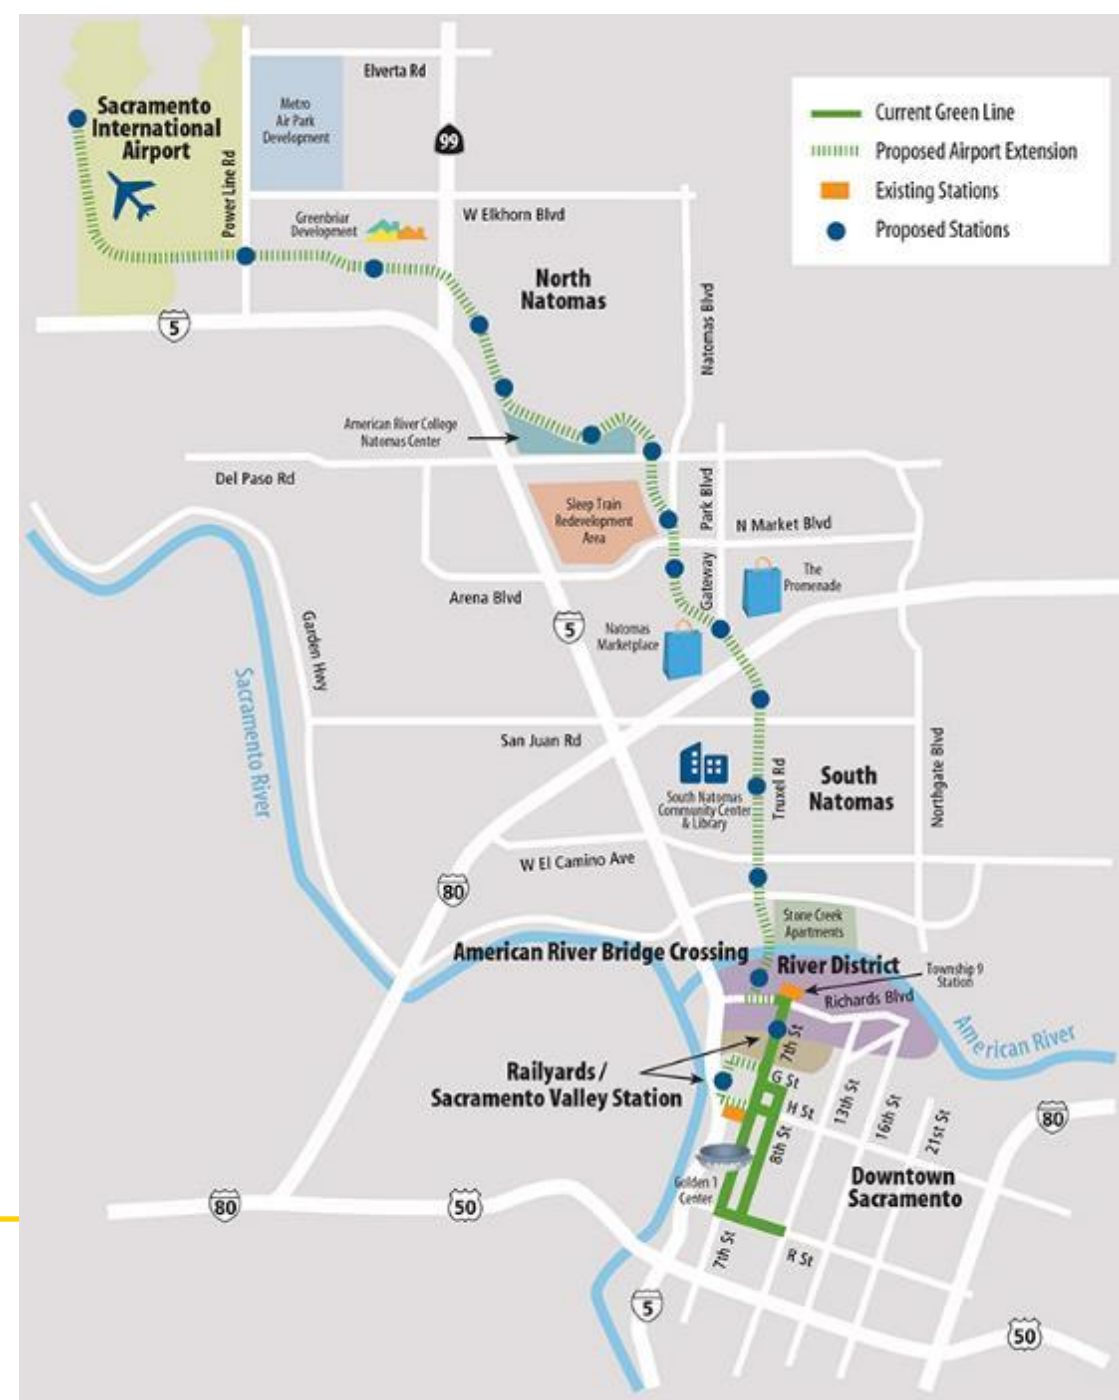 Elverta Rd
Sacramento
International
Airport
Metro
Air Park
Development
99
Current Green Line
Proposed Airport Extension
Existing Stations
Proposed Stations
Power Line Rd
W Elkhorn Blvd
Greenbriar
Development
North
Natomas
5
Natomas Blvd
American River College
Natomas Center
Del Paso Rd
Sleep Train
Redevelopment
Area
Park Blvd
N Market Blvd
Gateway
The
Promenade
Arena Blvd
5
Natomas
Marketplace
Garden Hwy
Sacramento River
San Juan Rd
South Natomas
Community Center
& Library
Truxel Rd
South
Natomas
Northgate Blvd
W El Camino Ave
80
Stone Creek
Apartments
American River Bridge Crossing
River District
Township 9
Station
Richards Blvd
American River
7th St
Railyards /
Sacramento Valley Station
G St
H St
13th St
16th St
21st St
80
8th St
Golden 1
Center
Downtown
Sacramento
80
50
7th St
R St
5
50